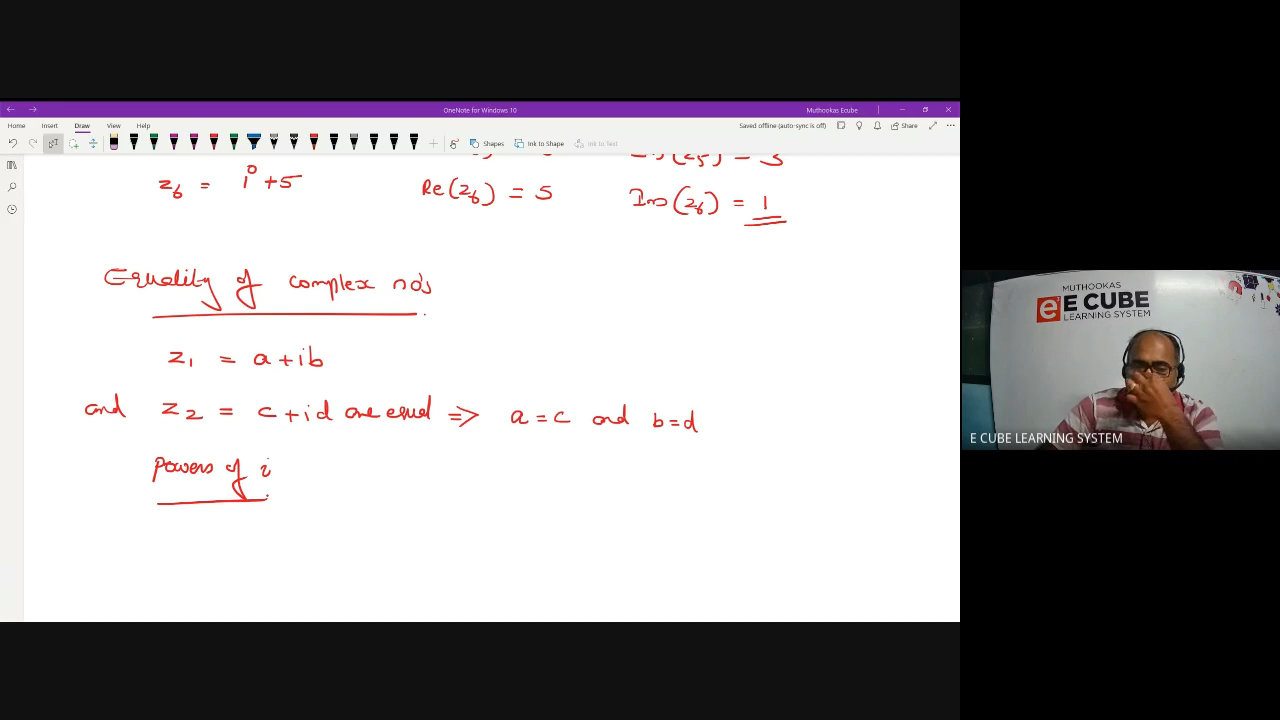 OneNote for Windows 10
Muthookas Ecube
Home Insert Draw View Help
Saved offline (auto-sync is off) Share
Shapes Ink to Shape Ink to Text
z6 = i+5 Re(z6) = 5 Im(z6) = 1
Equality of complex no's
z1 = a+ib
and z2 = c+id are equal => a=c and b=d
Powers of i
MUTHOOKAS
e E CUBE
LEARNING SYSTEM
E CUBE LEARNING SYSTEM